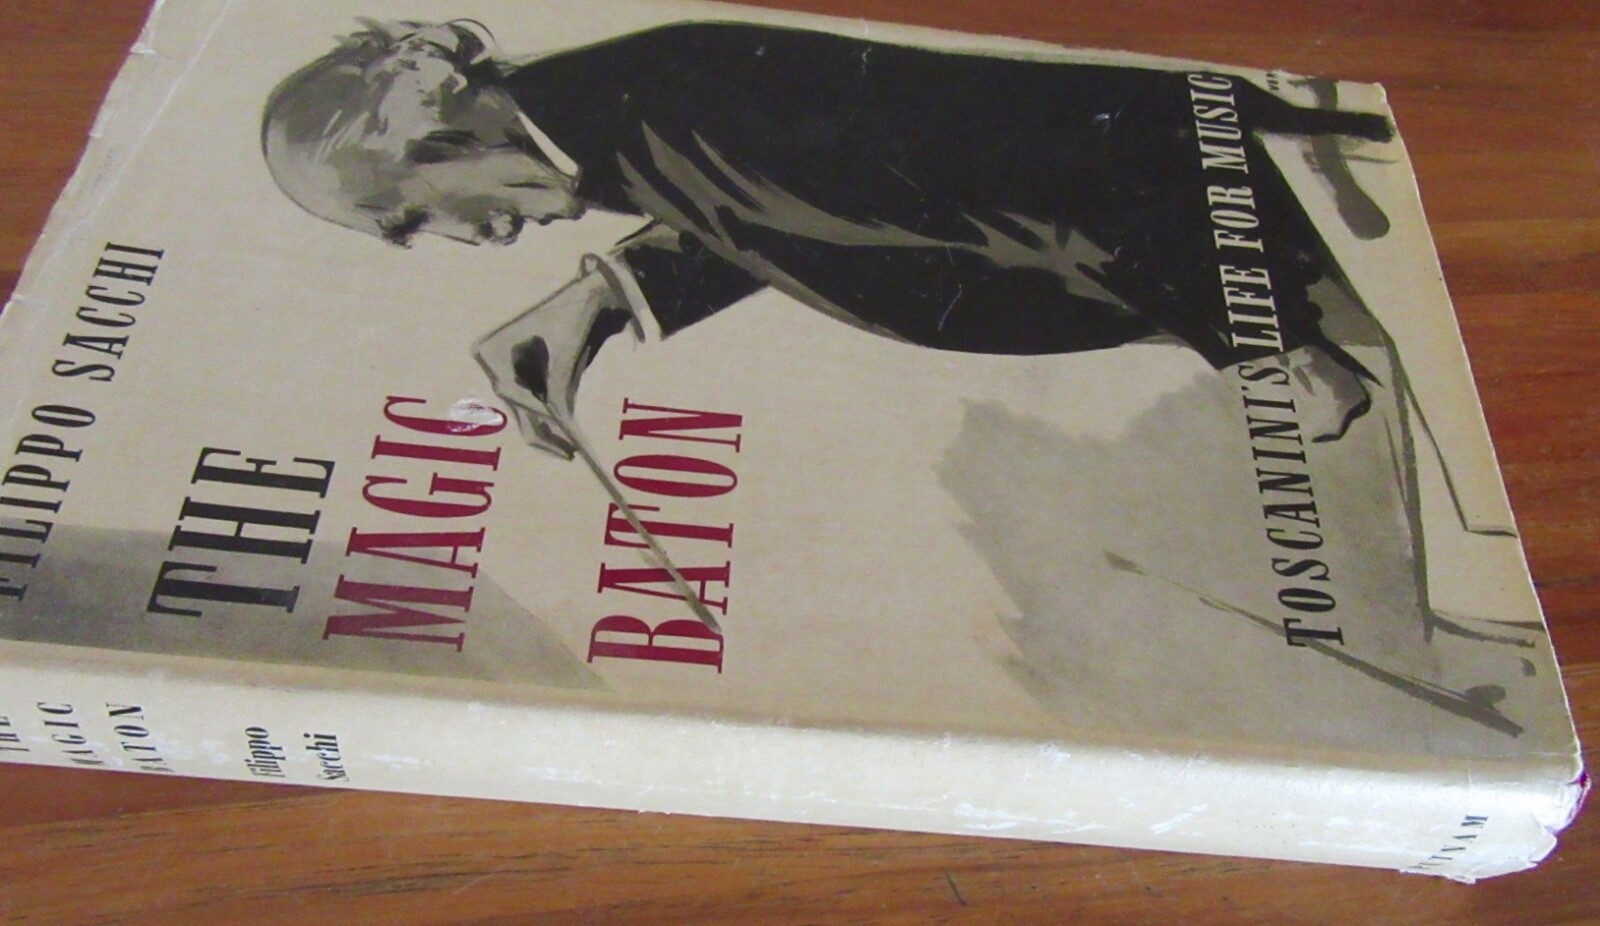 FILIPPO SACCHI
THE
MAGIC
BATON
TOSCANINI'S LIFE FOR MUSIC
THE
MAGIC
BATON
Filippo
Sacchi
PUTNAM